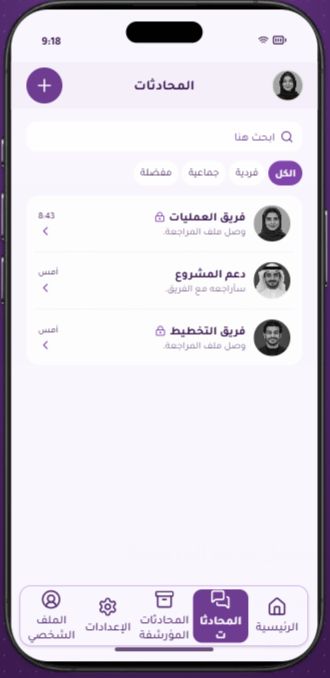 9:18
المحادثات
ابحث هنا
الكل فردية جماعية مفضلة
فريق العمليات 8:43
وصل ملف المراجعة.
دعم المشروع أمس
سأراجعه مع الفريق.
فريق التخطيط أمس
وصل ملف المراجعة.
الرئيسية
المحادثا
ت
المحادثات
المؤرشفة
الإعدادات
الملف
الشخصي